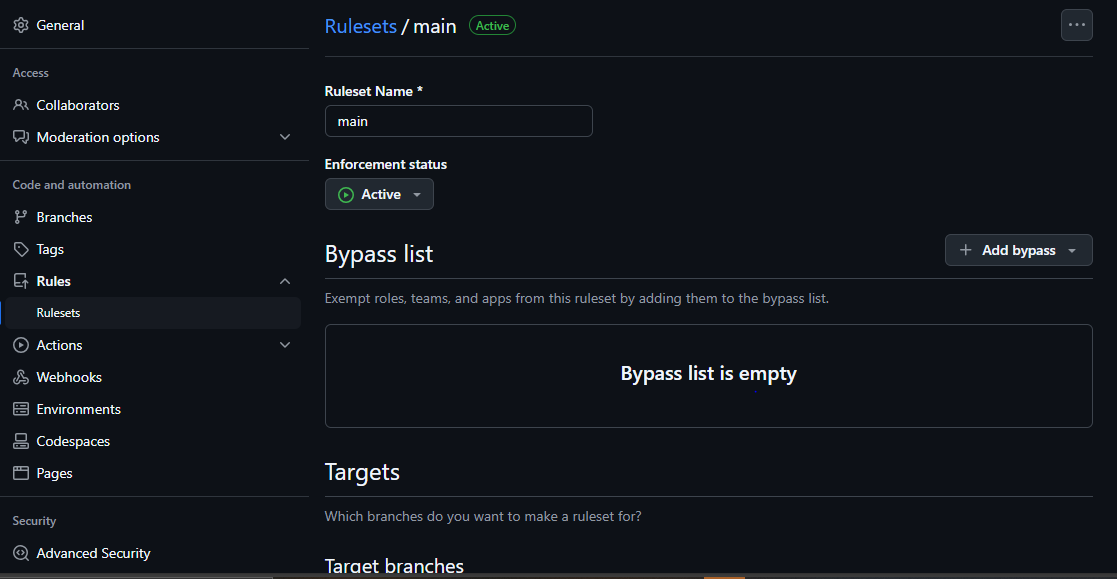 General
Access
Collaborators
Moderation options
Code and automation
Branches
Tags
Rules
Rulesets
Actions
Webhooks
Environments
Codespaces
Pages
Security
Advanced Security
Rulesets / main Active
Ruleset Name *
main
Enforcement status
Active
Bypass list
Add bypass
Exempt roles, teams, and apps from this ruleset by adding them to the bypass list.
Bypass list is empty
Targets
Which branches do you want to make a ruleset for?
Target branches